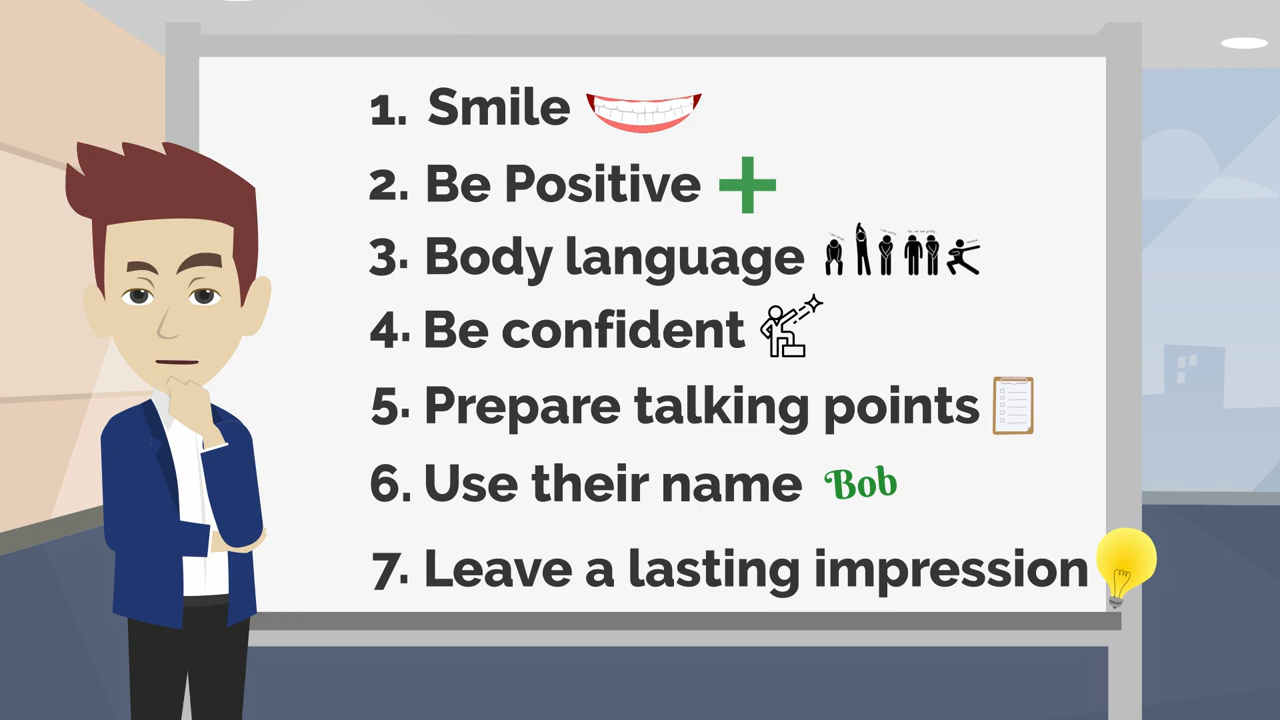 1. Smile
2. Be Positive
3. Body language
4. Be confident
5. Prepare talking points
6. Use their name Bob
7. Leave a lasting impression